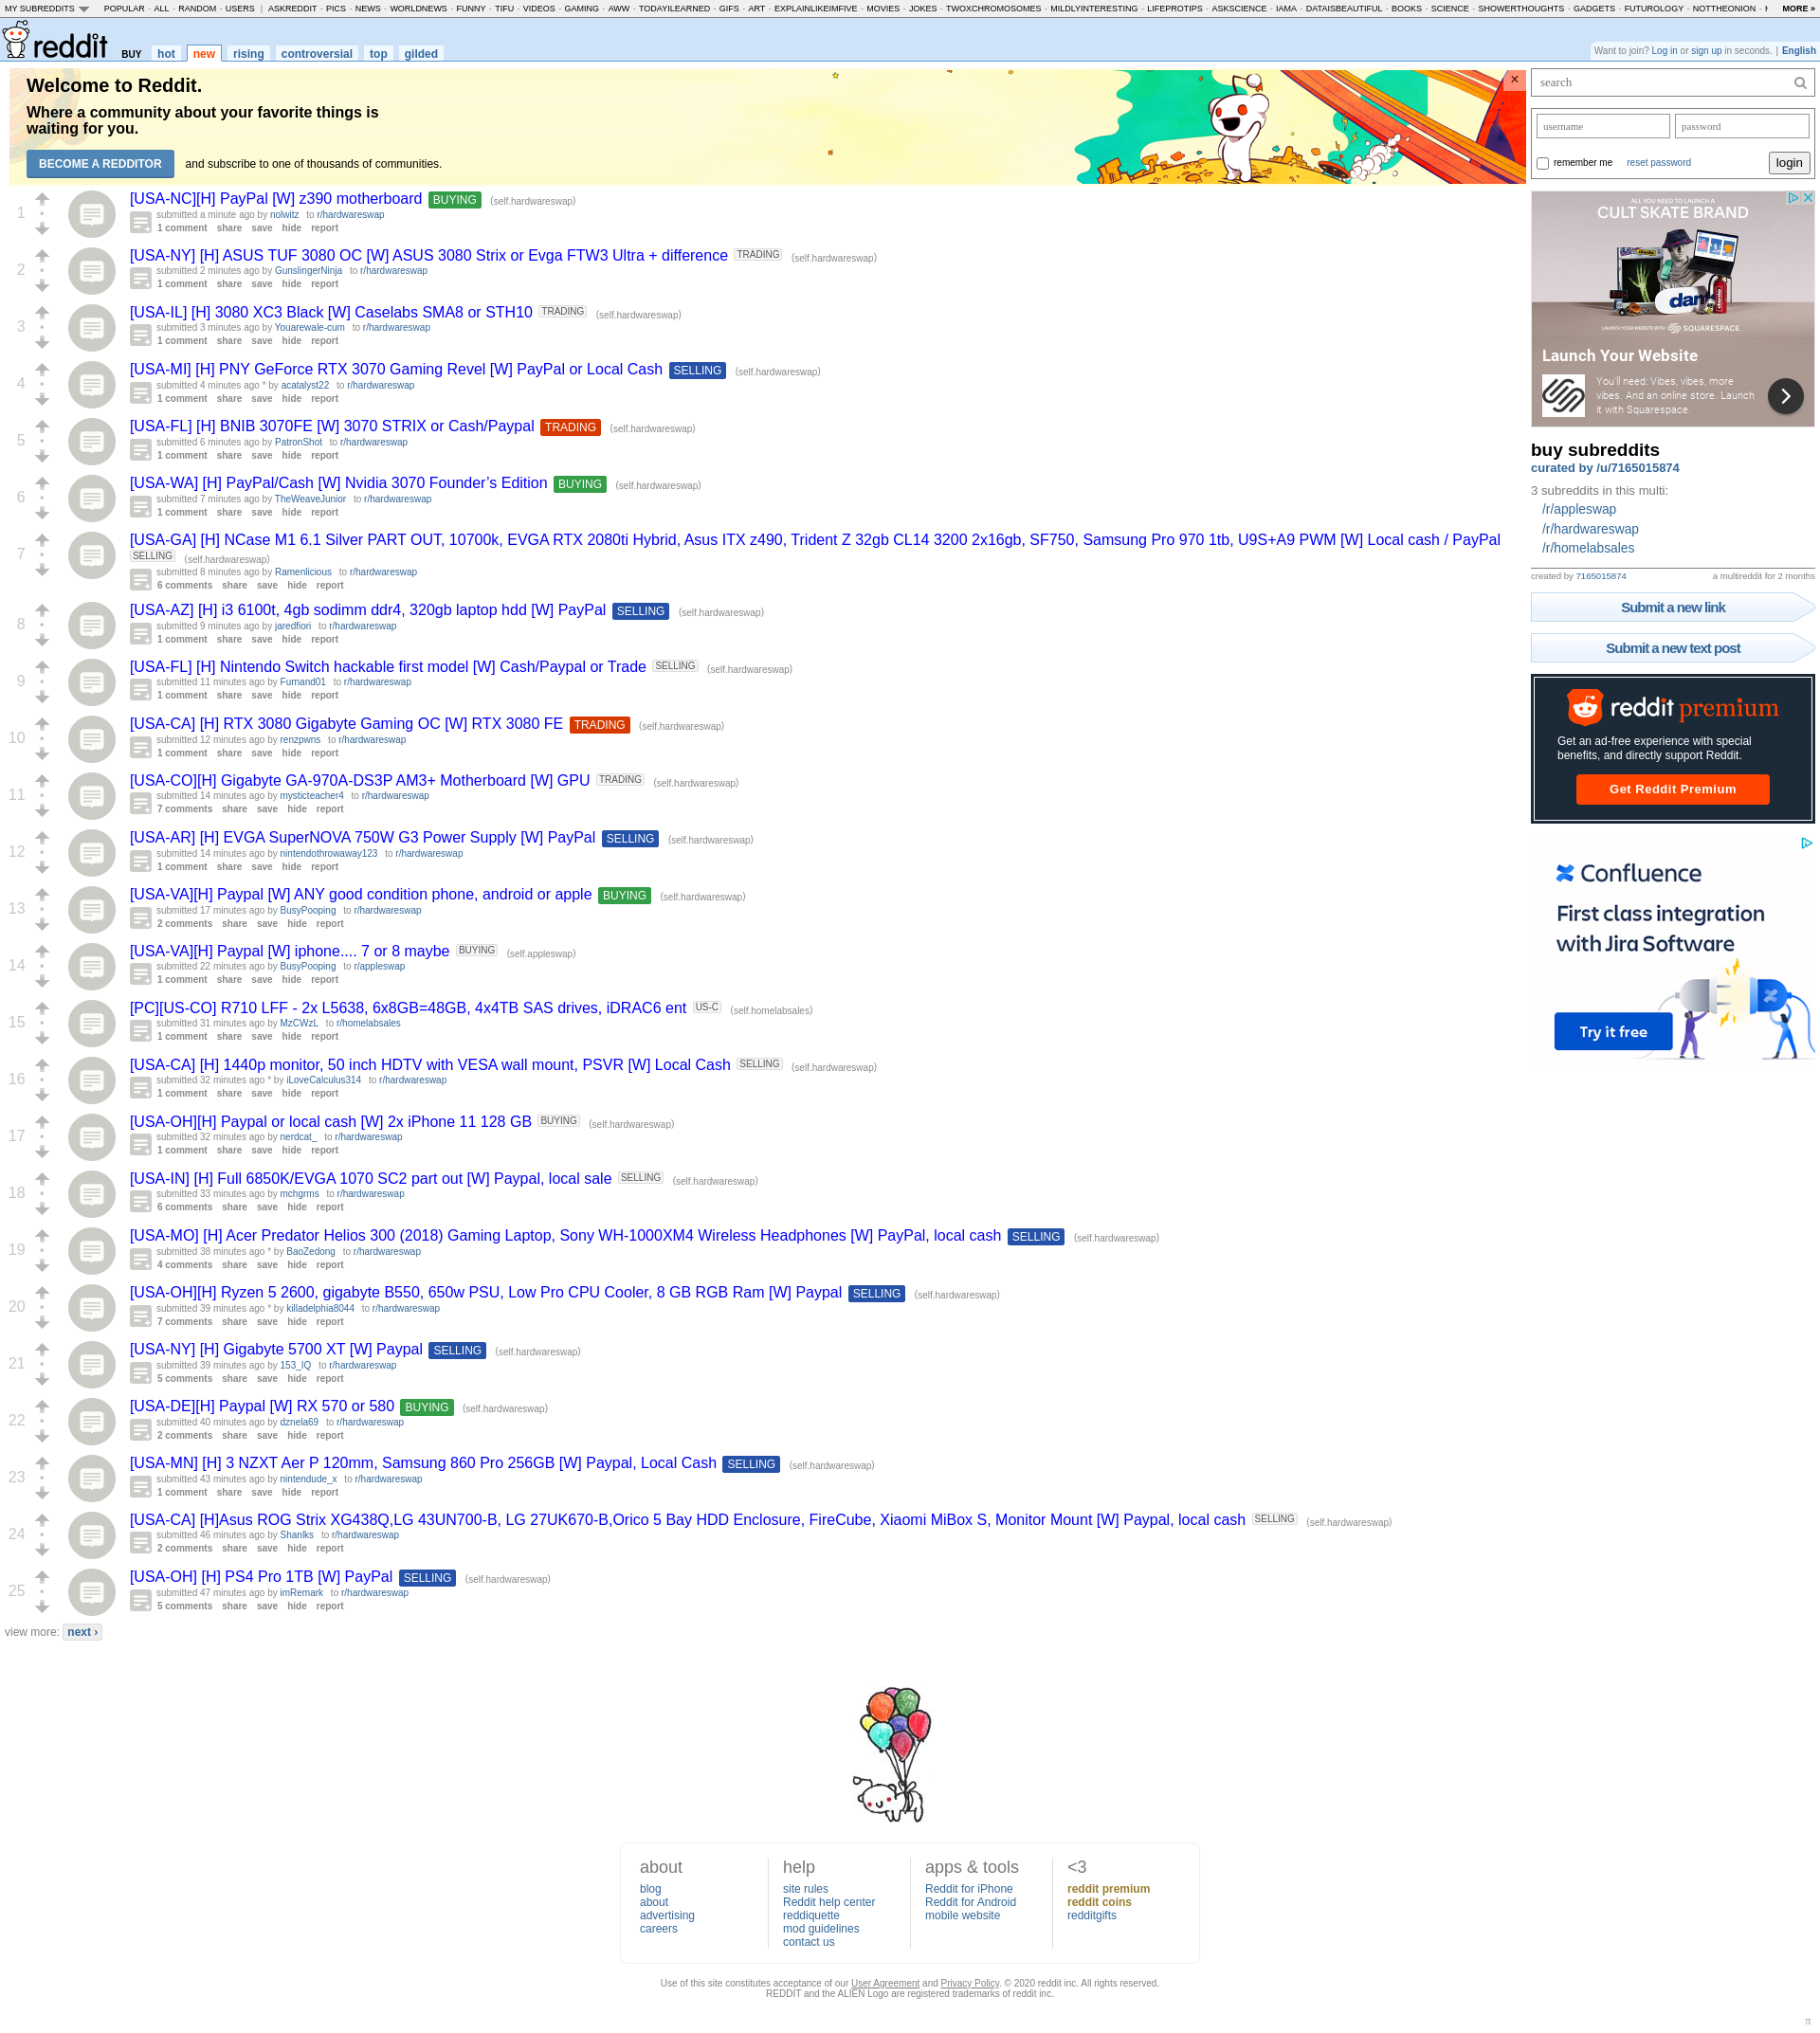 MY SUBREDDITS POPULAR - ALL - RANDOM - USERS | ASKREDDIT - PICS - NEWS - WORLDNEWS - FUNNY - TIFU - VIDEOS - GAMING - AWW - TODAYILEARNED - GIFS - ART - EXPLAINLIKEIMFIVE - MOVIES - JOKES - TWOXCHROMOSOMES - MILDLYINTERESTING - LIFEPROTIPS - ASKSCIENCE - IAMA - DATAISBEAUTIFUL - BOOKS - SCIENCE - SHOWERTHOUGHTS - GADGETS - FUTUROLOGY - NOTTHEONION - MORE »
reddit BUY hot new rising controversial top gilded
Want to join? Log in or sign up in seconds. | English
Welcome to Reddit.
Where a community about your favorite things is
waiting for you.
BECOME A REDDITOR and subscribe to one of thousands of communities.
1
[USA-NC][H] PayPal [W] z390 motherboard BUYING (self.hardwareswap)
submitted a minute ago by nolwitz to r/hardwareswap
1 comment share save hide report
2
[USA-NY] [H] ASUS TUF 3080 OC [W] ASUS 3080 Strix or Evga FTW3 Ultra + difference TRADING (self.hardwareswap)
submitted 2 minutes ago by GunslingerNinja to r/hardwareswap
1 comment share save hide report
3
[USA-IL] [H] 3080 XC3 Black [W] Caselabs SMA8 or STH10 TRADING (self.hardwareswap)
submitted 3 minutes ago by Youarewale-cum to r/hardwareswap
1 comment share save hide report
4
[USA-MI] [H] PNY GeForce RTX 3070 Gaming Revel [W] PayPal or Local Cash SELLING (self.hardwareswap)
submitted 4 minutes ago * by acatalyst22 to r/hardwareswap
1 comment share save hide report
5
[USA-FL] [H] BNIB 3070FE [W] 3070 STRIX or Cash/Paypal TRADING (self.hardwareswap)
submitted 6 minutes ago by PatronShot to r/hardwareswap
1 comment share save hide report
6
[USA-WA] [H] PayPal/Cash [W] Nvidia 3070 Founder’s Edition BUYING (self.hardwareswap)
submitted 7 minutes ago by TheWeaveJunior to r/hardwareswap
1 comment share save hide report
7
[USA-GA] [H] NCase M1 6.1 Silver PART OUT, 10700k, EVGA RTX 2080ti Hybrid, Asus ITX z490, Trident Z 32gb CL14 3200 2x16gb, SF750, Samsung Pro 970 1tb, U9S+A9 PWM [W] Local cash / PayPal
SELLING (self.hardwareswap)
submitted 8 minutes ago by Ramenlicious to r/hardwareswap
6 comments share save hide report
8
[USA-AZ] [H] i3 6100t, 4gb sodimm ddr4, 320gb laptop hdd [W] PayPal SELLING (self.hardwareswap)
submitted 9 minutes ago by jaredfiori to r/hardwareswap
1 comment share save hide report
9
[USA-FL] [H] Nintendo Switch hackable first model [W] Cash/Paypal or Trade SELLING (self.hardwareswap)
submitted 11 minutes ago by Furnand01 to r/hardwareswap
1 comment share save hide report
10
[USA-CA] [H] RTX 3080 Gigabyte Gaming OC [W] RTX 3080 FE TRADING (self.hardwareswap)
submitted 12 minutes ago by renzpwns to r/hardwareswap
1 comment share save hide report
11
[USA-CO][H] Gigabyte GA-970A-DS3P AM3+ Motherboard [W] GPU TRADING (self.hardwareswap)
submitted 14 minutes ago by mysticteacher4 to r/hardwareswap
7 comments share save hide report
12
[USA-AR] [H] EVGA SuperNOVA 750W G3 Power Supply [W] PayPal SELLING (self.hardwareswap)
submitted 14 minutes ago by nintendothrowaway123 to r/hardwareswap
1 comment share save hide report
13
[USA-VA][H] Paypal [W] ANY good condition phone, android or apple BUYING (self.hardwareswap)
submitted 17 minutes ago by BusyPooping to r/hardwareswap
2 comments share save hide report
14
[USA-VA][H] Paypal [W] iphone.... 7 or 8 maybe BUYING (self.appleswap)
submitted 22 minutes ago by BusyPooping to r/appleswap
1 comment share save hide report
15
[PC][US-CO] R710 LFF - 2x L5638, 6x8GB=48GB, 4x4TB SAS drives, iDRAC6 ent US-C (self.homelabsales)
submitted 31 minutes ago by MzCWzL to r/homelabsales
1 comment share save hide report
16
[USA-CA] [H] 1440p monitor, 50 inch HDTV with VESA wall mount, PSVR [W] Local Cash SELLING (self.hardwareswap)
submitted 32 minutes ago * by iLoveCalculus314 to r/hardwareswap
1 comment share save hide report
17
[USA-OH][H] Paypal or local cash [W] 2x iPhone 11 128 GB BUYING (self.hardwareswap)
submitted 32 minutes ago by nerdcat_ to r/hardwareswap
1 comment share save hide report
18
[USA-IN] [H] Full 6850K/EVGA 1070 SC2 part out [W] Paypal, local sale SELLING (self.hardwareswap)
submitted 33 minutes ago by mchgrms to r/hardwareswap
6 comments share save hide report
19
[USA-MO] [H] Acer Predator Helios 300 (2018) Gaming Laptop, Sony WH-1000XM4 Wireless Headphones [W] PayPal, local cash SELLING (self.hardwareswap)
submitted 38 minutes ago * by BaoZedong to r/hardwareswap
4 comments share save hide report
20
[USA-OH][H] Ryzen 5 2600, gigabyte B550, 650w PSU, Low Pro CPU Cooler, 8 GB RGB Ram [W] Paypal SELLING (self.hardwareswap)
submitted 39 minutes ago * by killadelphia8044 to r/hardwareswap
7 comments share save hide report
21
[USA-NY] [H] Gigabyte 5700 XT [W] Paypal SELLING (self.hardwareswap)
submitted 39 minutes ago by 153_IQ to r/hardwareswap
5 comments share save hide report
22
[USA-DE][H] Paypal [W] RX 570 or 580 BUYING (self.hardwareswap)
submitted 40 minutes ago by dznela69 to r/hardwareswap
2 comments share save hide report
23
[USA-MN] [H] 3 NZXT Aer P 120mm, Samsung 860 Pro 256GB [W] Paypal, Local Cash SELLING (self.hardwareswap)
submitted 43 minutes ago by nintendude_x to r/hardwareswap
1 comment share save hide report
24
[USA-CA] [H]Asus ROG Strix XG438Q,LG 43UN700-B, LG 27UK670-B,Orico 5 Bay HDD Enclosure, FireCube, Xiaomi MiBox S, Monitor Mount [W] Paypal, local cash SELLING (self.hardwareswap)
submitted 46 minutes ago by Shanlks to r/hardwareswap
2 comments share save hide report
25
[USA-OH] [H] PS4 Pro 1TB [W] PayPal SELLING (self.hardwareswap)
submitted 47 minutes ago by imRemark to r/hardwareswap
5 comments share save hide report
view more: next ›
search
username password
remember me reset password login
ALL YOU NEED TO LAUNCH A
CULT SKATE BRAND
dan
LAUNCH YOUR WEBSITE WITH SQUARESPACE
Launch Your Website
You'll need: Vibes, vibes, more
vibes. And an online store. Launch
it with Squarespace.
buy subreddits
curated by /u/7165015874
3 subreddits in this multi:
/r/appleswap
/r/hardwareswap
/r/homelabsales
created by 7165015874 a multireddit for 2 months
Submit a new link
Submit a new text post
reddit premium
Get an ad-free experience with special
benefits, and directly support Reddit.
Get Reddit Premium
Confluence
First class integration
with Jira Software
Try it free
about
blog
about
advertising
careers
help
site rules
Reddit help center
reddiquette
mod guidelines
contact us
apps & tools
Reddit for iPhone
Reddit for Android
mobile website
<3
reddit premium
reddit coins
redditgifts
Use of this site constitutes acceptance of our User Agreement and Privacy Policy. © 2020 reddit inc. All rights reserved.
REDDIT and the ALIEN Logo are registered trademarks of reddit inc.
π